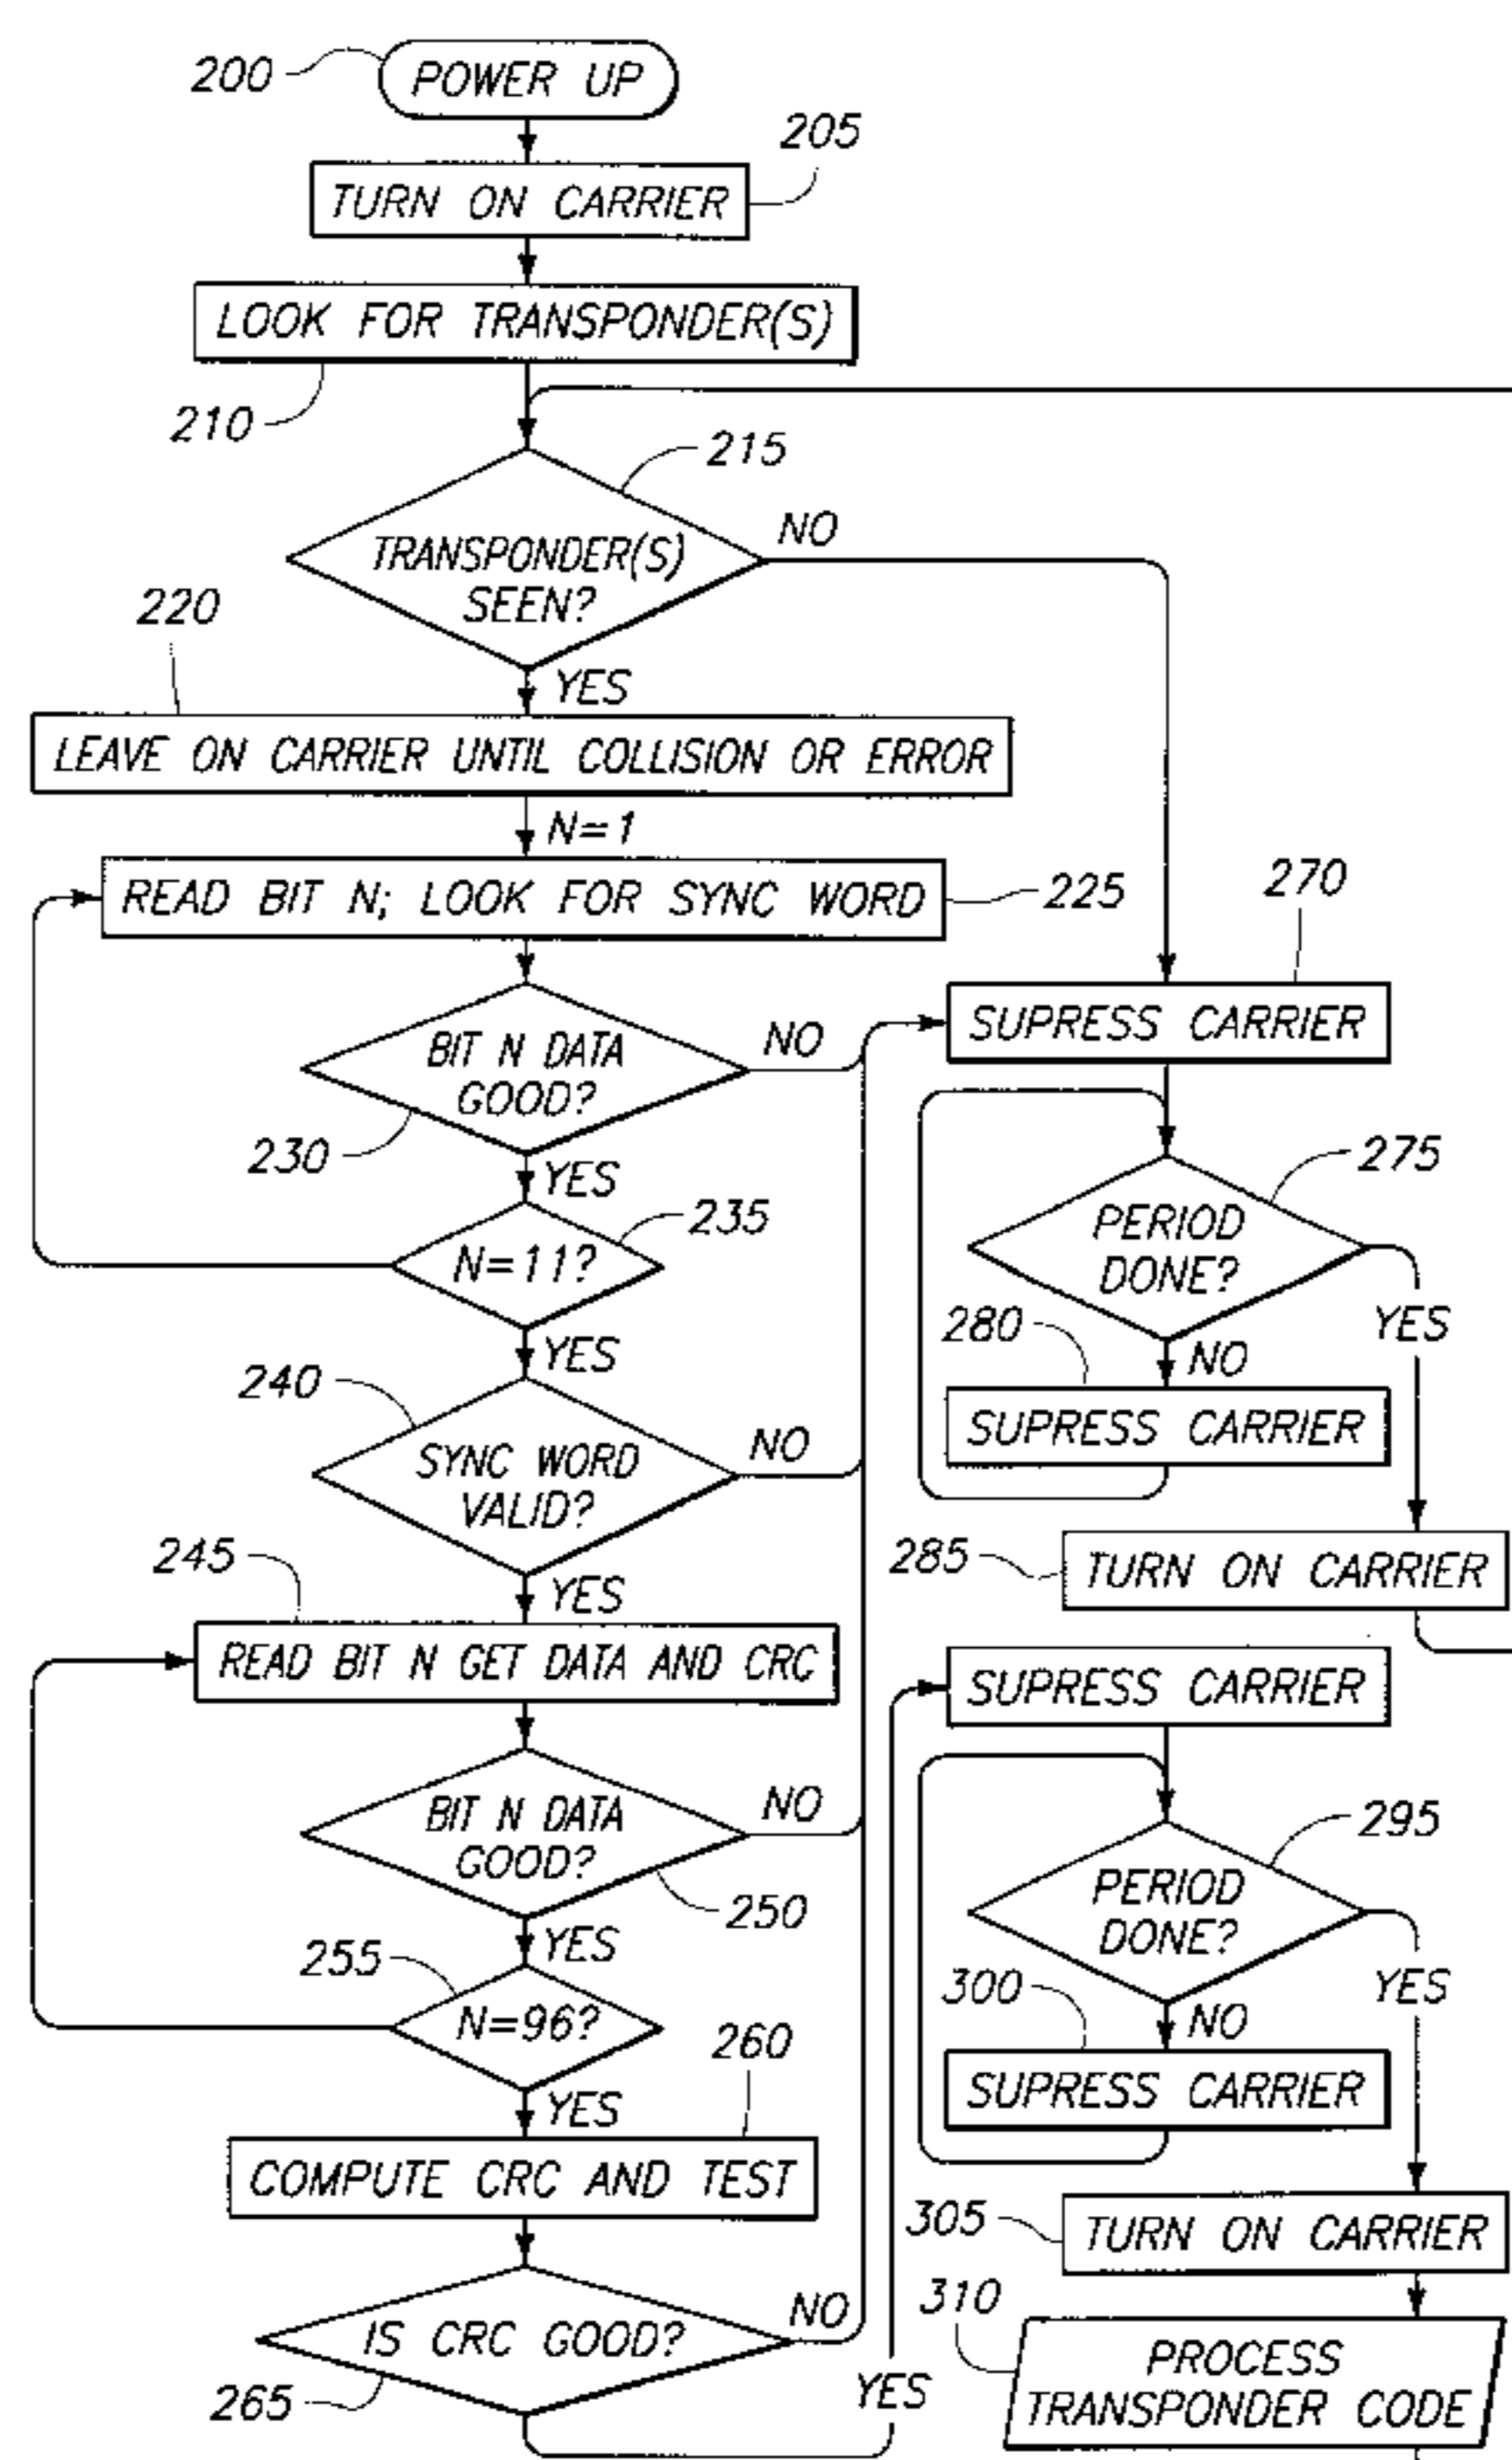 200
POWER UP
205
TURN ON CARRIER
LOOK FOR TRANSPONDER(S)
210
215
TRANSPONDER(S)
SEEN?
NO
220
YES
LEAVE ON CARRIER UNTIL COLLISION OR ERROR
N=1
READ BIT N; LOOK FOR SYNC WORD
225
BIT N DATA
GOOD?
NO
230
YES
235
N=11?
YES
240
SYNC WORD
VALID?
NO
245
YES
READ BIT N GET DATA AND CRC
BIT N DATA
GOOD?
NO
250
YES
255
N=96?
260
YES
COMPUTE CRC AND TEST
IS CRC GOOD?
NO
265
YES
270
SUPRESS CARRIER
275
PERIOD
DONE?
YES
280
NO
SUPRESS CARRIER
285
TURN ON CARRIER
SUPRESS CARRIER
295
PERIOD
DONE?
YES
300
NO
SUPRESS CARRIER
305
TURN ON CARRIER
310
PROCESS
TRANSPONDER CODE